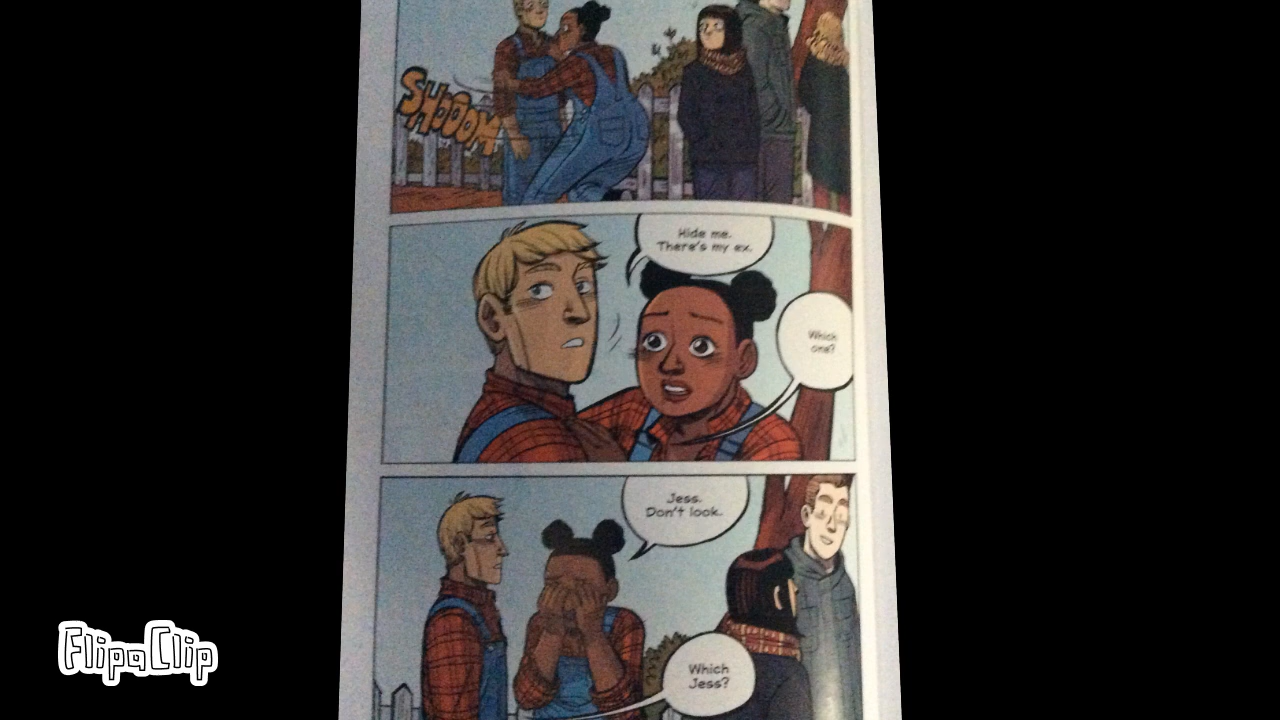 SHOOOM
Hide me.
There's my ex.
Which
one?
Jess.
Don't look.
Which
Jess?
FlipaClip